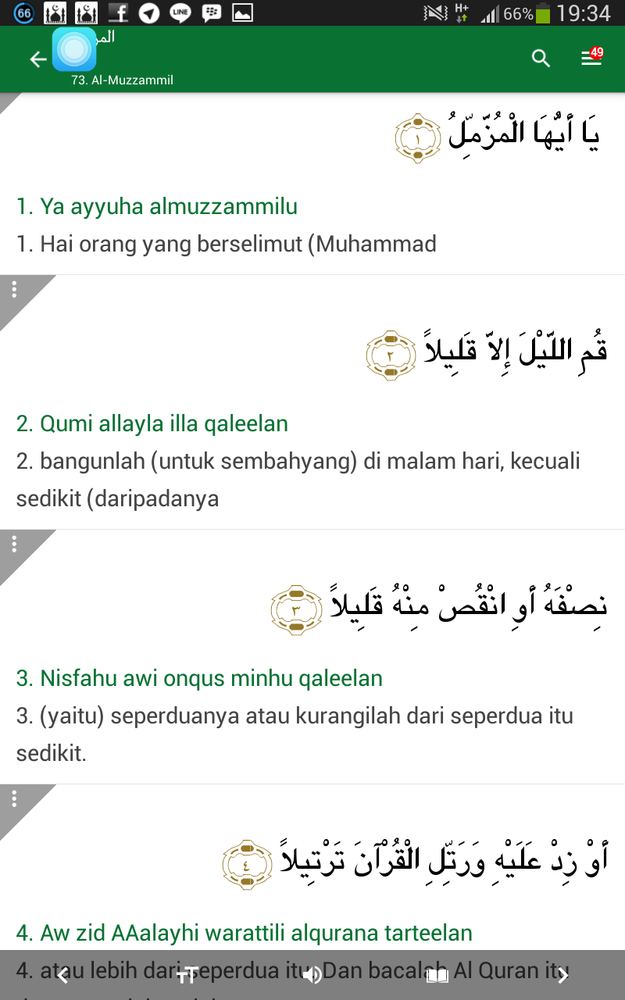 66 LINE H+ 66% 19:34
73. Al-Muzzammil
49
يَا أَيُّهَا الْمُزَّمِّلُ ١
1. Ya ayyuha almuzzammilu
1. Hai orang yang berselimut (Muhammad
قُمِ اللَّيْلَ إِلاَّ قَلِيلاً ٢
2. Qumi allayla illa qaleelan
2. bangunlah (untuk sembahyang) di malam hari, kecuali
sedikit (daripadanya
نِصْفَهُ أَوِ انْقُصْ مِنْهُ قَلِيلاً ٣
3. Nisfahu awi onqus minhu qaleelan
3. (yaitu) seperduanya atau kurangilah dari seperdua itu
sedikit.
أَوْ زِدْ عَلَيْهِ وَرَتِّلِ الْقُرْآنَ تَرْتِيلاً ٤
4. Aw zid AAalayhi warattili alqurana tarteelan
4. atau lebih dari seperdua itu. Dan bacalah Al Quran itu